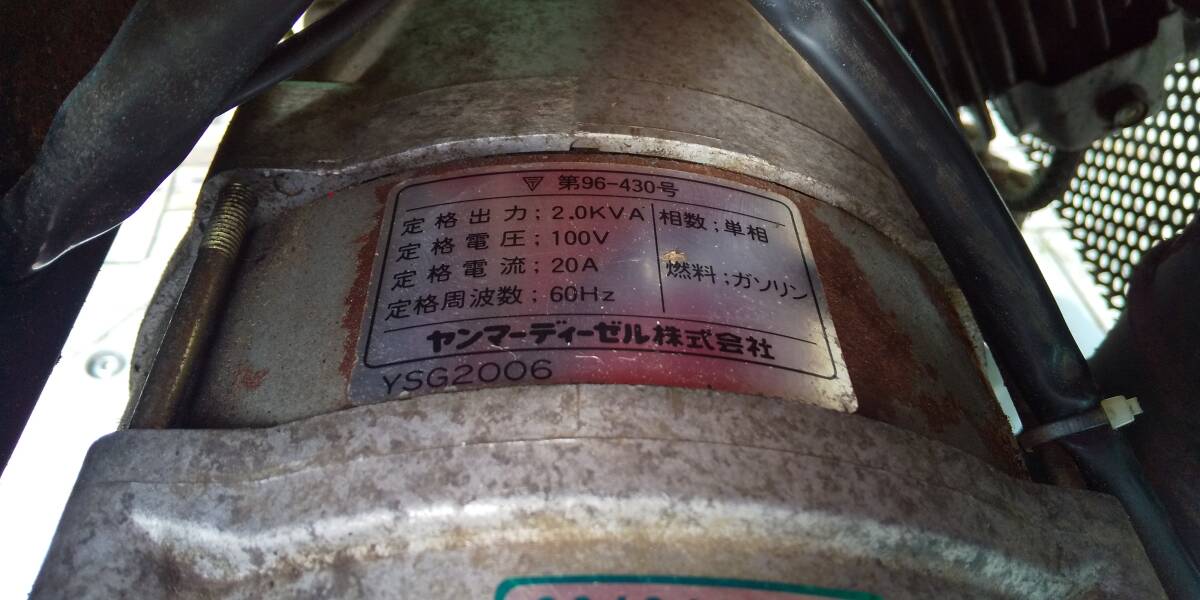 第96-430号
定格出力;2.0KVA
定格電圧;100V
定格電流;20A
定格周波数;60Hz
相数;単相
燃料;ガソリン
ヤンマーディーゼル株式会社
YSG2006